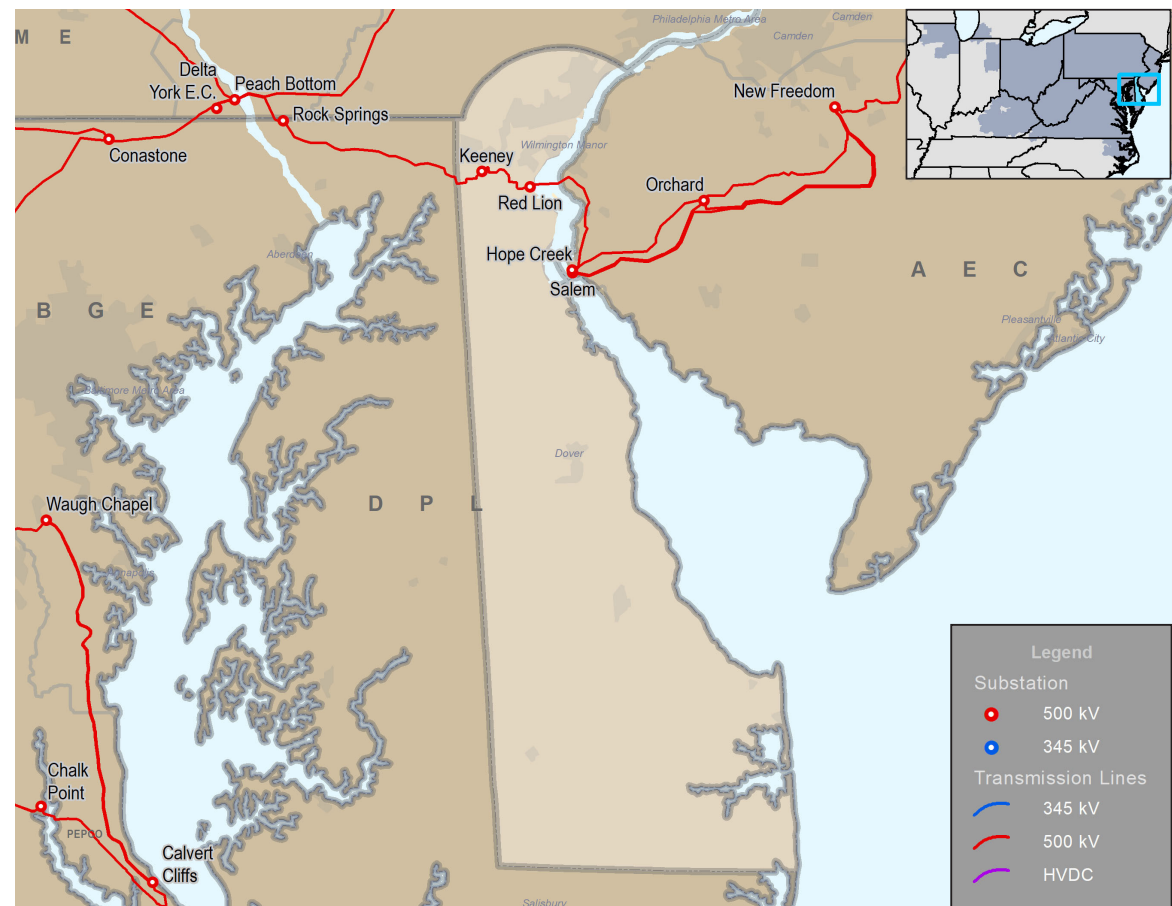 Philadelphia Metro Area
Camden
M E
Camden
Delta
York E.C.
Peach Bottom
New Freedom
Rock Springs
Conastone
Keeney
Wilmington Manor
Red Lion
Orchard
Hope Creek
Aberdeen
Salem
A E C
B G E
Pleasantville
Atlantic City
Baltimore Metro Area
Dover
Waugh Chapel
D P L
Annapolis
Legend
Substation
500 kV
345 kV
Transmission Lines
345 kV
500 kV
HVDC
Chalk
Point
PEPCO
Calvert
Cliffs
Salisbury